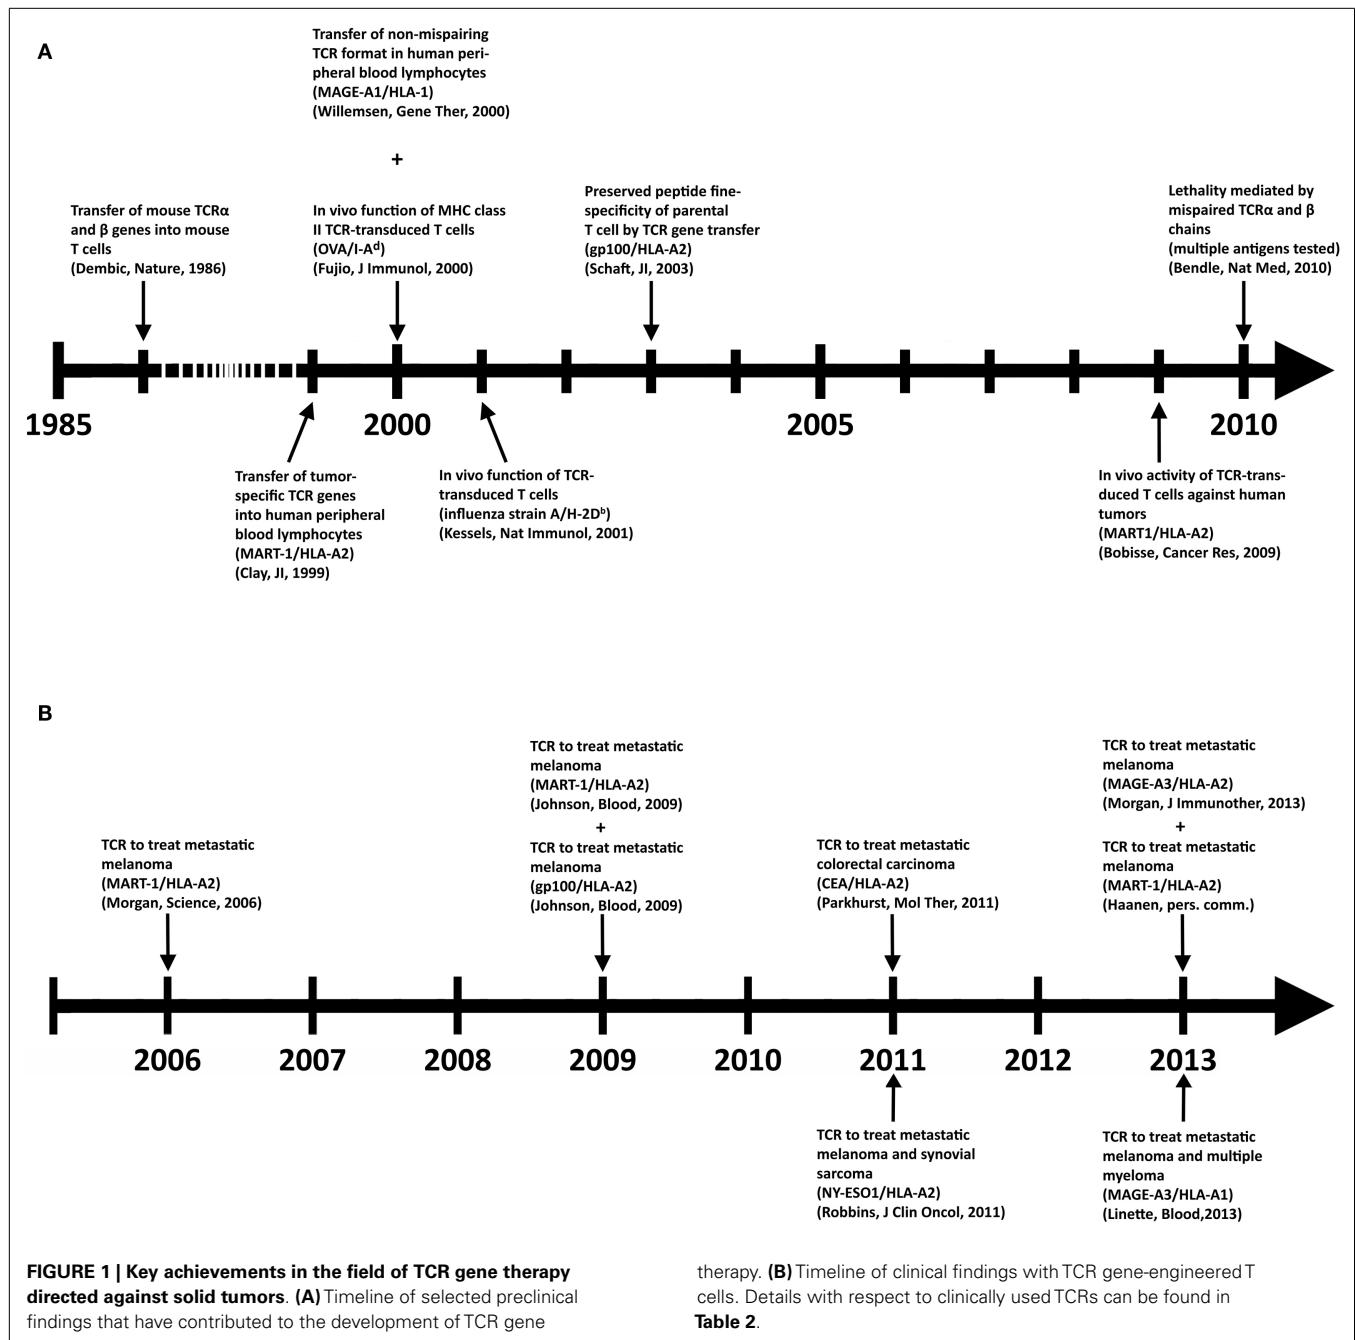 A
Transfer of non-mispairing
TCR format in human peri-
pheral blood lymphocytes
(MAGE-A1/HLA-1)
(Willemsen, Gene Ther, 2000)
+
Transfer of mouse TCRα
and β genes into mouse
T cells
(Dembic, Nature, 1986)
In vivo function of MHC class
II TCR-transduced T cells
(OVA/I-Aᵈ)
(Fujio, J Immunol, 2000)
Preserved peptide fine-
specificity of parental
T cell by TCR gene transfer
(gp100/HLA-A2)
(Schaft, JI, 2003)
Lethality mediated by
mispaired TCRα and β
chains
(multiple antigens tested)
(Bendle, Nat Med, 2010)
1985 2000 2005 2010
Transfer of tumor-
specific TCR genes
into human peripheral
blood lymphocytes
(MART-1/HLA-A2)
(Clay, JI, 1999)
In vivo function of TCR-
transduced T cells
(influenza strain A/H-2Dᵇ)
(Kessels, Nat Immunol, 2001)
In vivo activity of TCR-trans-
duced T cells against human
tumors
(MART1/HLA-A2)
(Bobisse, Cancer Res, 2009)
B
TCR to treat metastatic
melanoma
(MART-1/HLA-A2)
(Morgan, Science, 2006)
TCR to treat metastatic
melanoma
(MART-1/HLA-A2)
(Johnson, Blood, 2009)
+
TCR to treat metastatic
melanoma
(gp100/HLA-A2)
(Johnson, Blood, 2009)
TCR to treat metastatic
colorectal carcinoma
(CEA/HLA-A2)
(Parkhurst, Mol Ther, 2011)
TCR to treat metastatic
melanoma
(MAGE-A3/HLA-A2)
(Morgan, J Immunother, 2013)
+
TCR to treat metastatic
melanoma
(MART-1/HLA-A2)
(Haanen, pers. comm.)
2006 2007 2008 2009 2010 2011 2012 2013
TCR to treat metastatic
melanoma and synovial
sarcoma
(NY-ESO1/HLA-A2)
(Robbins, J Clin Oncol, 2011)
TCR to treat metastatic
melanoma and multiple
myeloma
(MAGE-A3/HLA-A1)
(Linette, Blood,2013)
FIGURE 1 | Key achievements in the field of TCR gene therapy
directed against solid tumors. (A) Timeline of selected preclinical
findings that have contributed to the development of TCR gene
therapy. (B) Timeline of clinical findings with TCR gene-engineered T
cells. Details with respect to clinically used TCRs can be found in
Table 2.